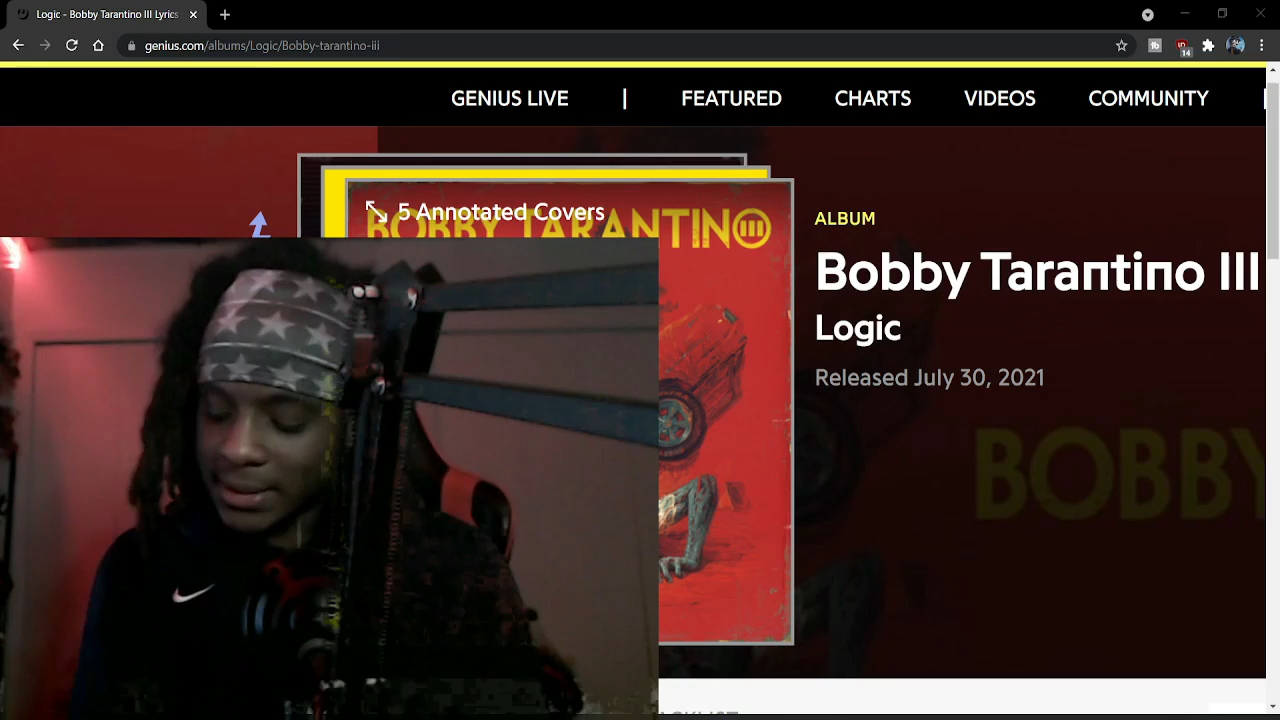 Logic - Bobby Tarantino III Lyrics
genius.com/albums/Logic/Bobby-tarantino-iii
14
GENIUS LIVE | FEATURED CHARTS VIDEOS COMMUNITY
5 Annotated Covers
BOBBY TARANTINO III
ALBUM
Bobby Tarantino III
Logic
Released July 30, 2021
BOBBY